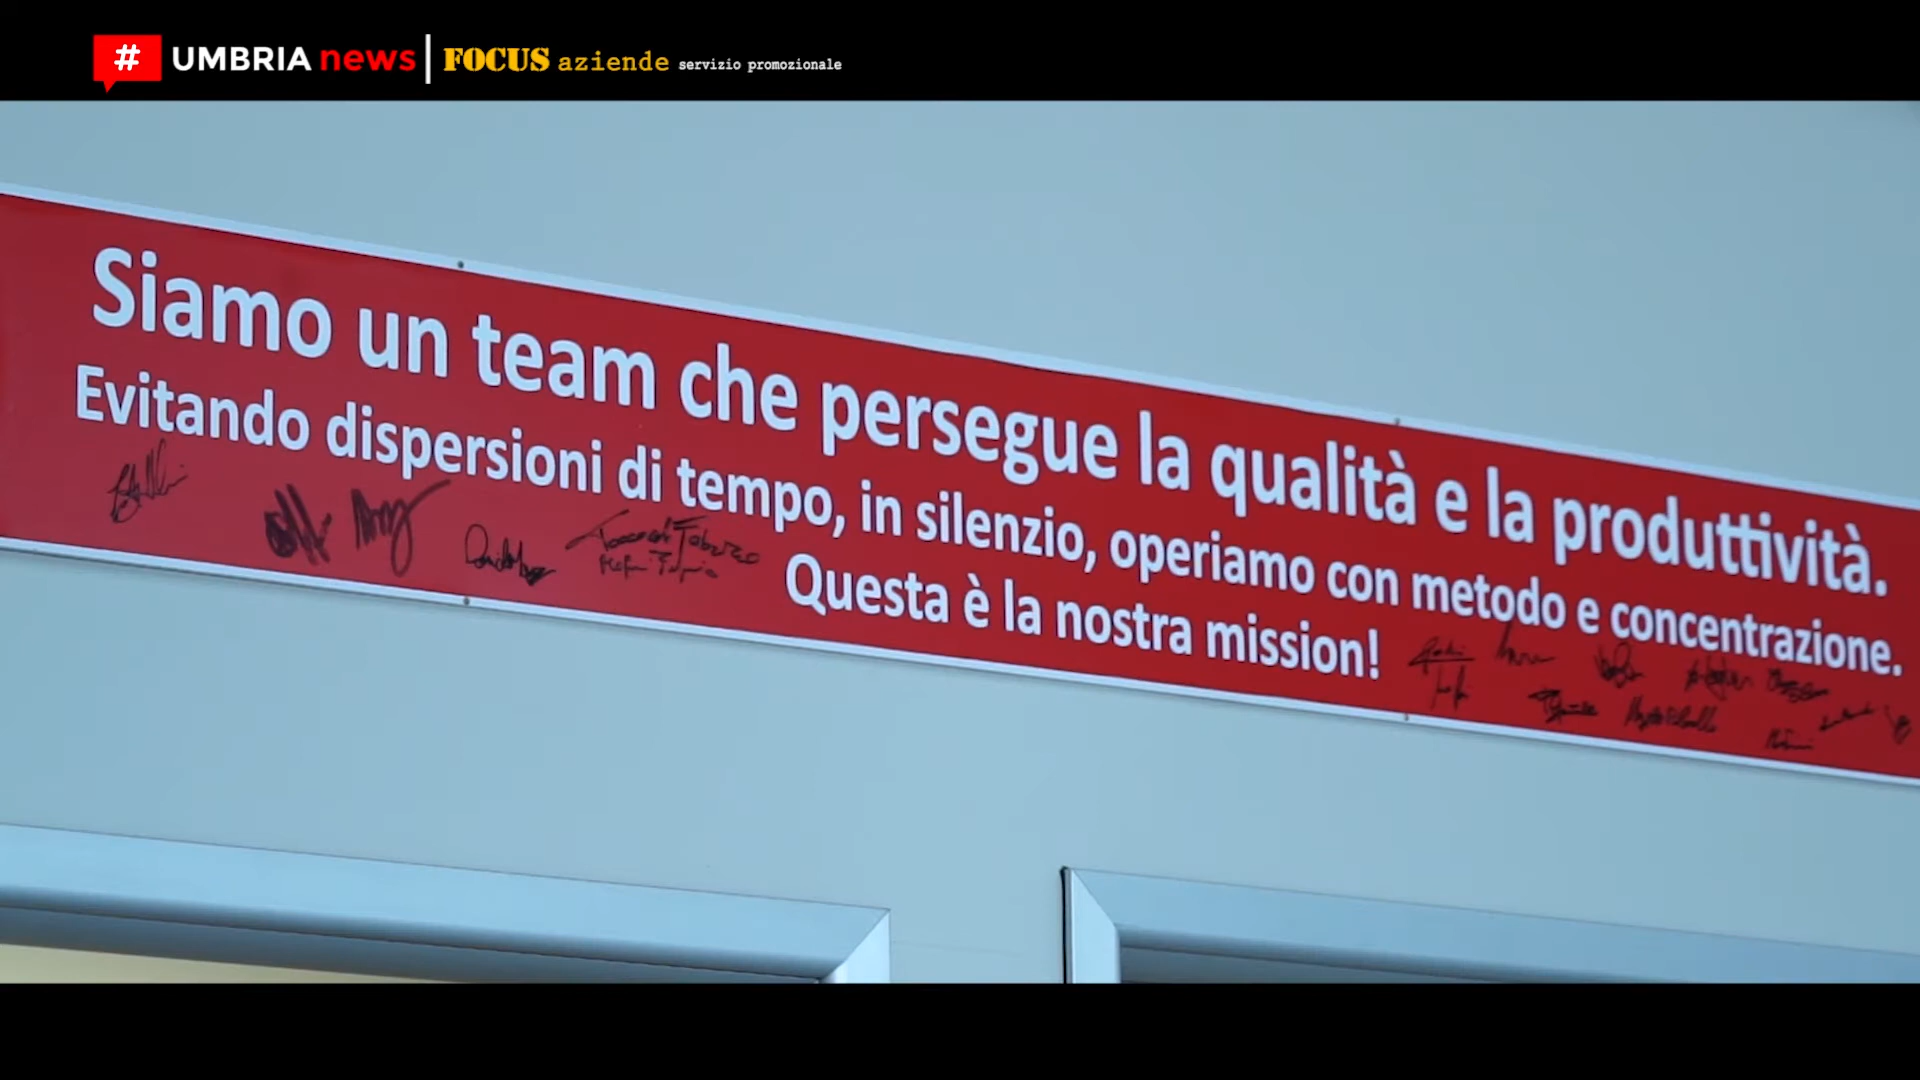 # UMBRIA news FOCUS aziende servizio promozionale
Siamo un team che persegue la qualità e la produttività.
Evitando dispersioni di tempo, in silenzio, operiamo con metodo e concentrazione.
Questa è la nostra mission!